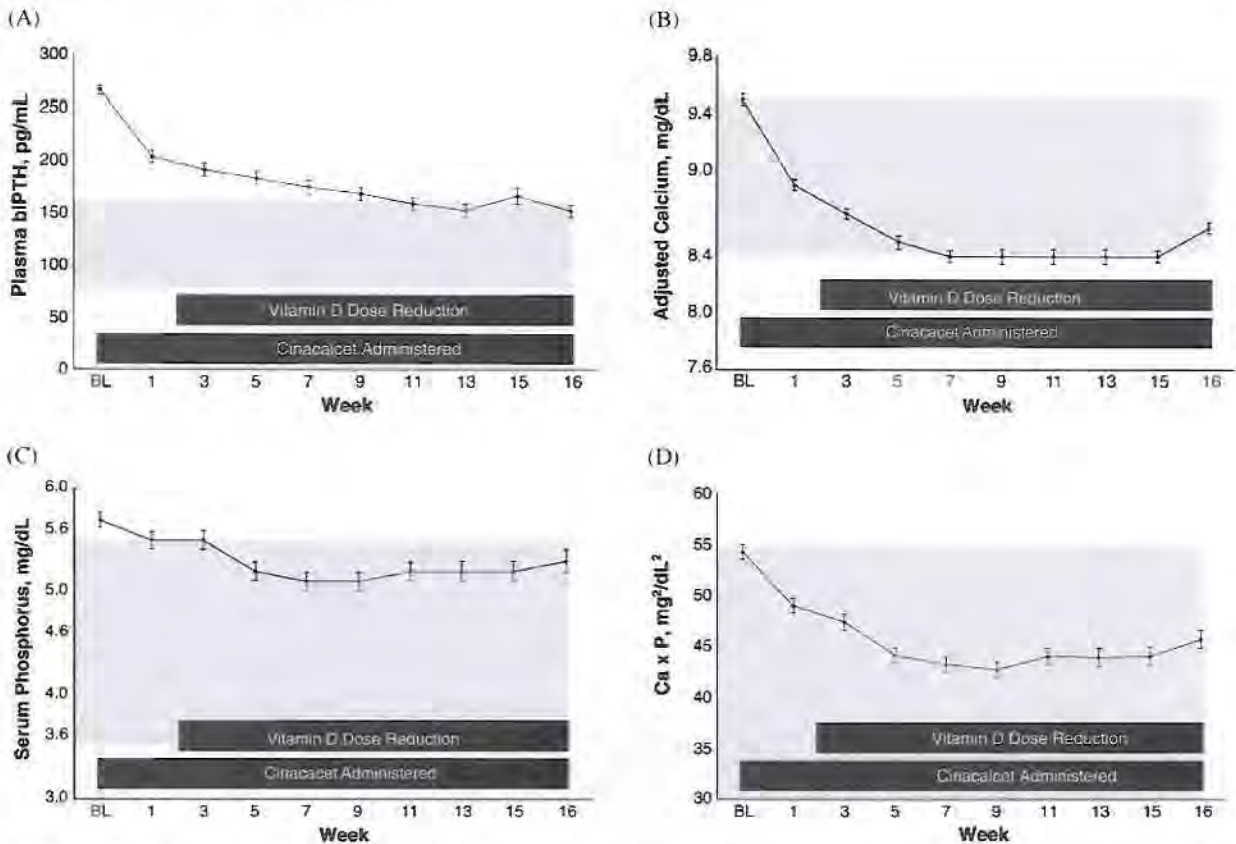 (A)
Plasma bIPTH, pg/mL
300
250
200
150
100
50
0
Vitamin D Dose Reduction
Cinacalcet Administered
BL 1 3 5 7 9 11 13 15 16
Week
(B)
Adjusted Calcium, mg/dL
9.8
9.4
9.0
8.4
8.0
7.6
Vitamin D Dose Reduction
Cinacacet Administered
BL 1 3 5 7 9 11 13 15 16
Week
(C)
Serum Phosphorus, mg/dL
6.0
5.6
5.0
4.6
4.0
3.6
3.0
Vitamin D Dose Reduction
Cinacacet Administered
BL 1 3 5 7 9 11 13 15 16
Week
(D)
Ca x P, mg²/dL²
60
55
50
45
40
35
30
Vitamin D Dose Reduction
Cinacalcet Administered
BL 1 3 5 7 9 11 13 15 16
Week